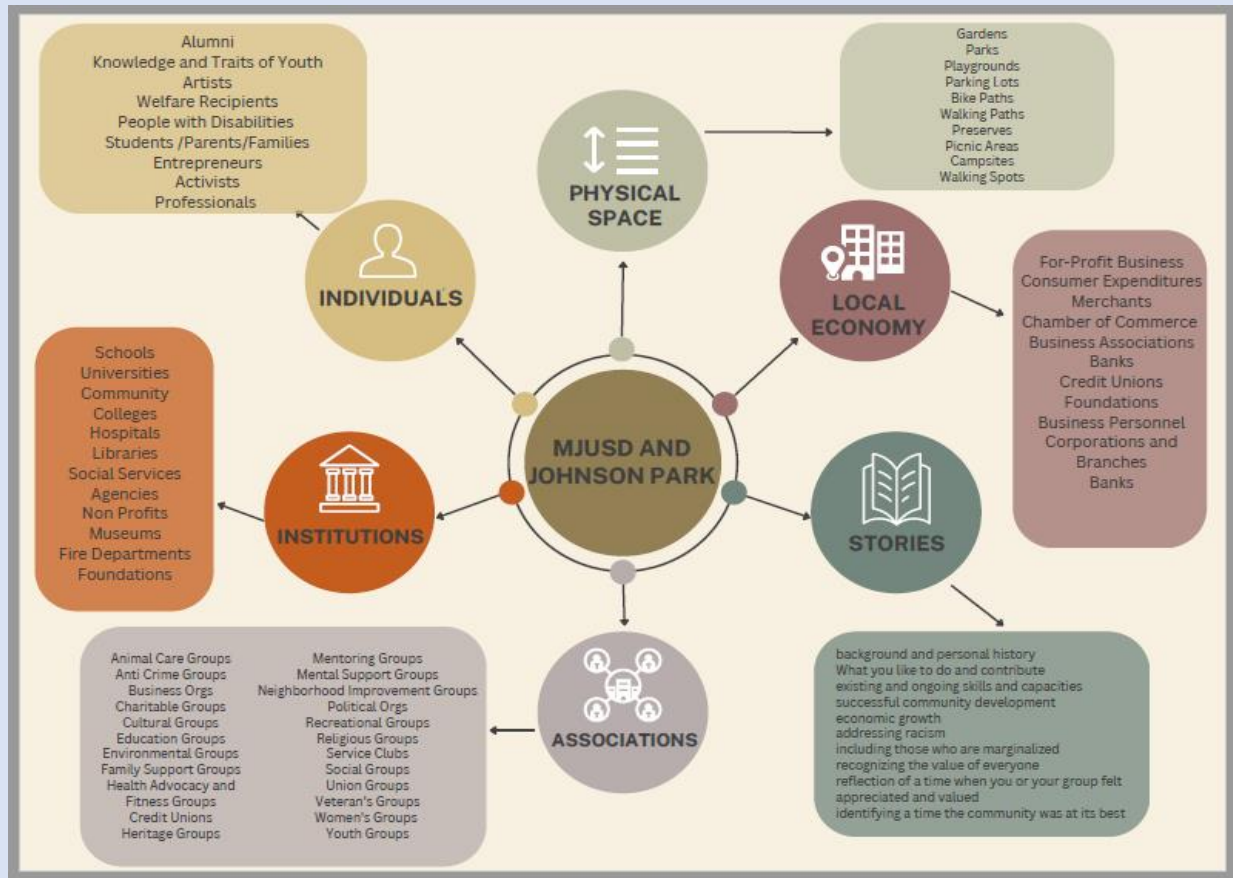 Alumni
Knowledge and Traits of Youth
Artists
Welfare Recipients
People with Disabilities
Students /Parents/Families
Entrepreneurs
Activists
Professionals
INDIVIDUALS
PHYSICAL
SPACE
Gardens
Parks
Playgrounds
Parking Lots
Bike Paths
Walking Paths
Preserves
Picnic Areas
Campsites
Walking Spots
LOCAL
ECONOMY
For-Profit Business
Consumer Expenditures
Merchants
Chamber of Commerce
Business Associations
Banks
Credit Unions
Foundations
Business Personnel
Corporations and
Branches
Banks
MJUSD AND
JOHNSON PARK
Schools
Universities
Community
Colleges
Hospitals
Libraries
Social Services
Agencies
Non Profits
Museums
Fire Departments
Foundations
INSTITUTIONS
STORIES
background and personal history
What you like to do and contribute
existing and ongoing skills and capacities
successful community development
economic growth
addressing racism
including those who are marginalized
recognizing the value of everyone
reflection of a time when you or your group felt
appreciated and valued
identifying a time the community was at its best
ASSOCIATIONS
Animal Care Groups
Anti Crime Groups
Business Orgs
Charitable Groups
Cultural Groups
Education Groups
Environmental Groups
Family Support Groups
Health Advocacy and
Fitness Groups
Credit Unions
Heritage Groups
Mentoring Groups
Mental Support Groups
Neighborhood Improvement Groups
Political Orgs
Recreational Groups
Religious Groups
Service Clubs
Social Groups
Union Groups
Veteran's Groups
Women's Groups
Youth Groups